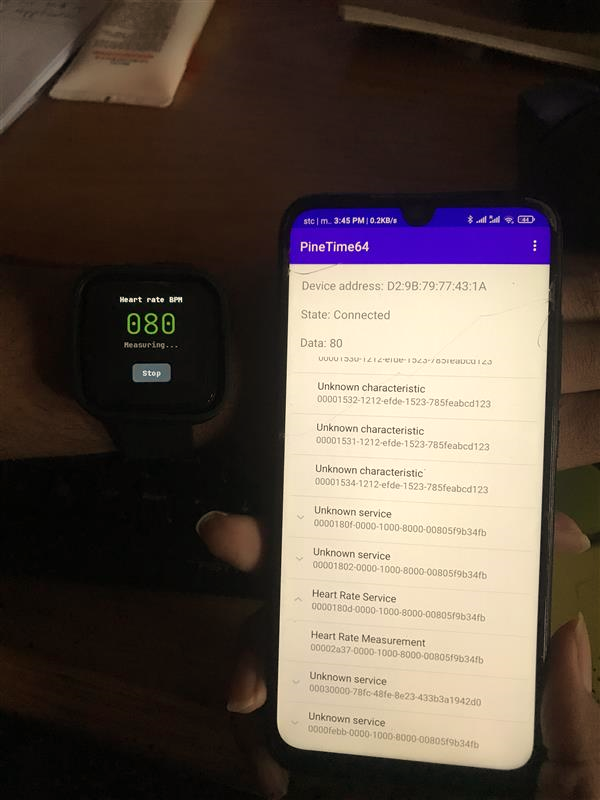 stc | m.. 3:45 PM | 0.2KB/s
PineTime64
Device address: D2:9B:79:77:43:1A
State: Connected
Data: 80
00001530-1212-efde-1523-785feabcd123
Unknown characteristic
00001532-1212-efde-1523-785feabcd123
Unknown characteristic
00001531-1212-efde-1523-785feabcd123
Unknown characteristic
00001534-1212-efde-1523-785feabcd123
Unknown service
0000180f-0000-1000-8000-00805f9b34fb
Unknown service
00001802-0000-1000-8000-00805f9b34fb
Heart Rate Service
0000180d-0000-1000-8000-00805f9b34fb
Heart Rate Measurement
00002a37-0000-1000-8000-00805f9b34fb
Unknown service
00030000-78fc-48fe-8e23-433b3a1942d0
Unknown service
0000febb-0000-1000-8000-00805f9b34fb
Heart rate BPM
080
Measuring...
Stop